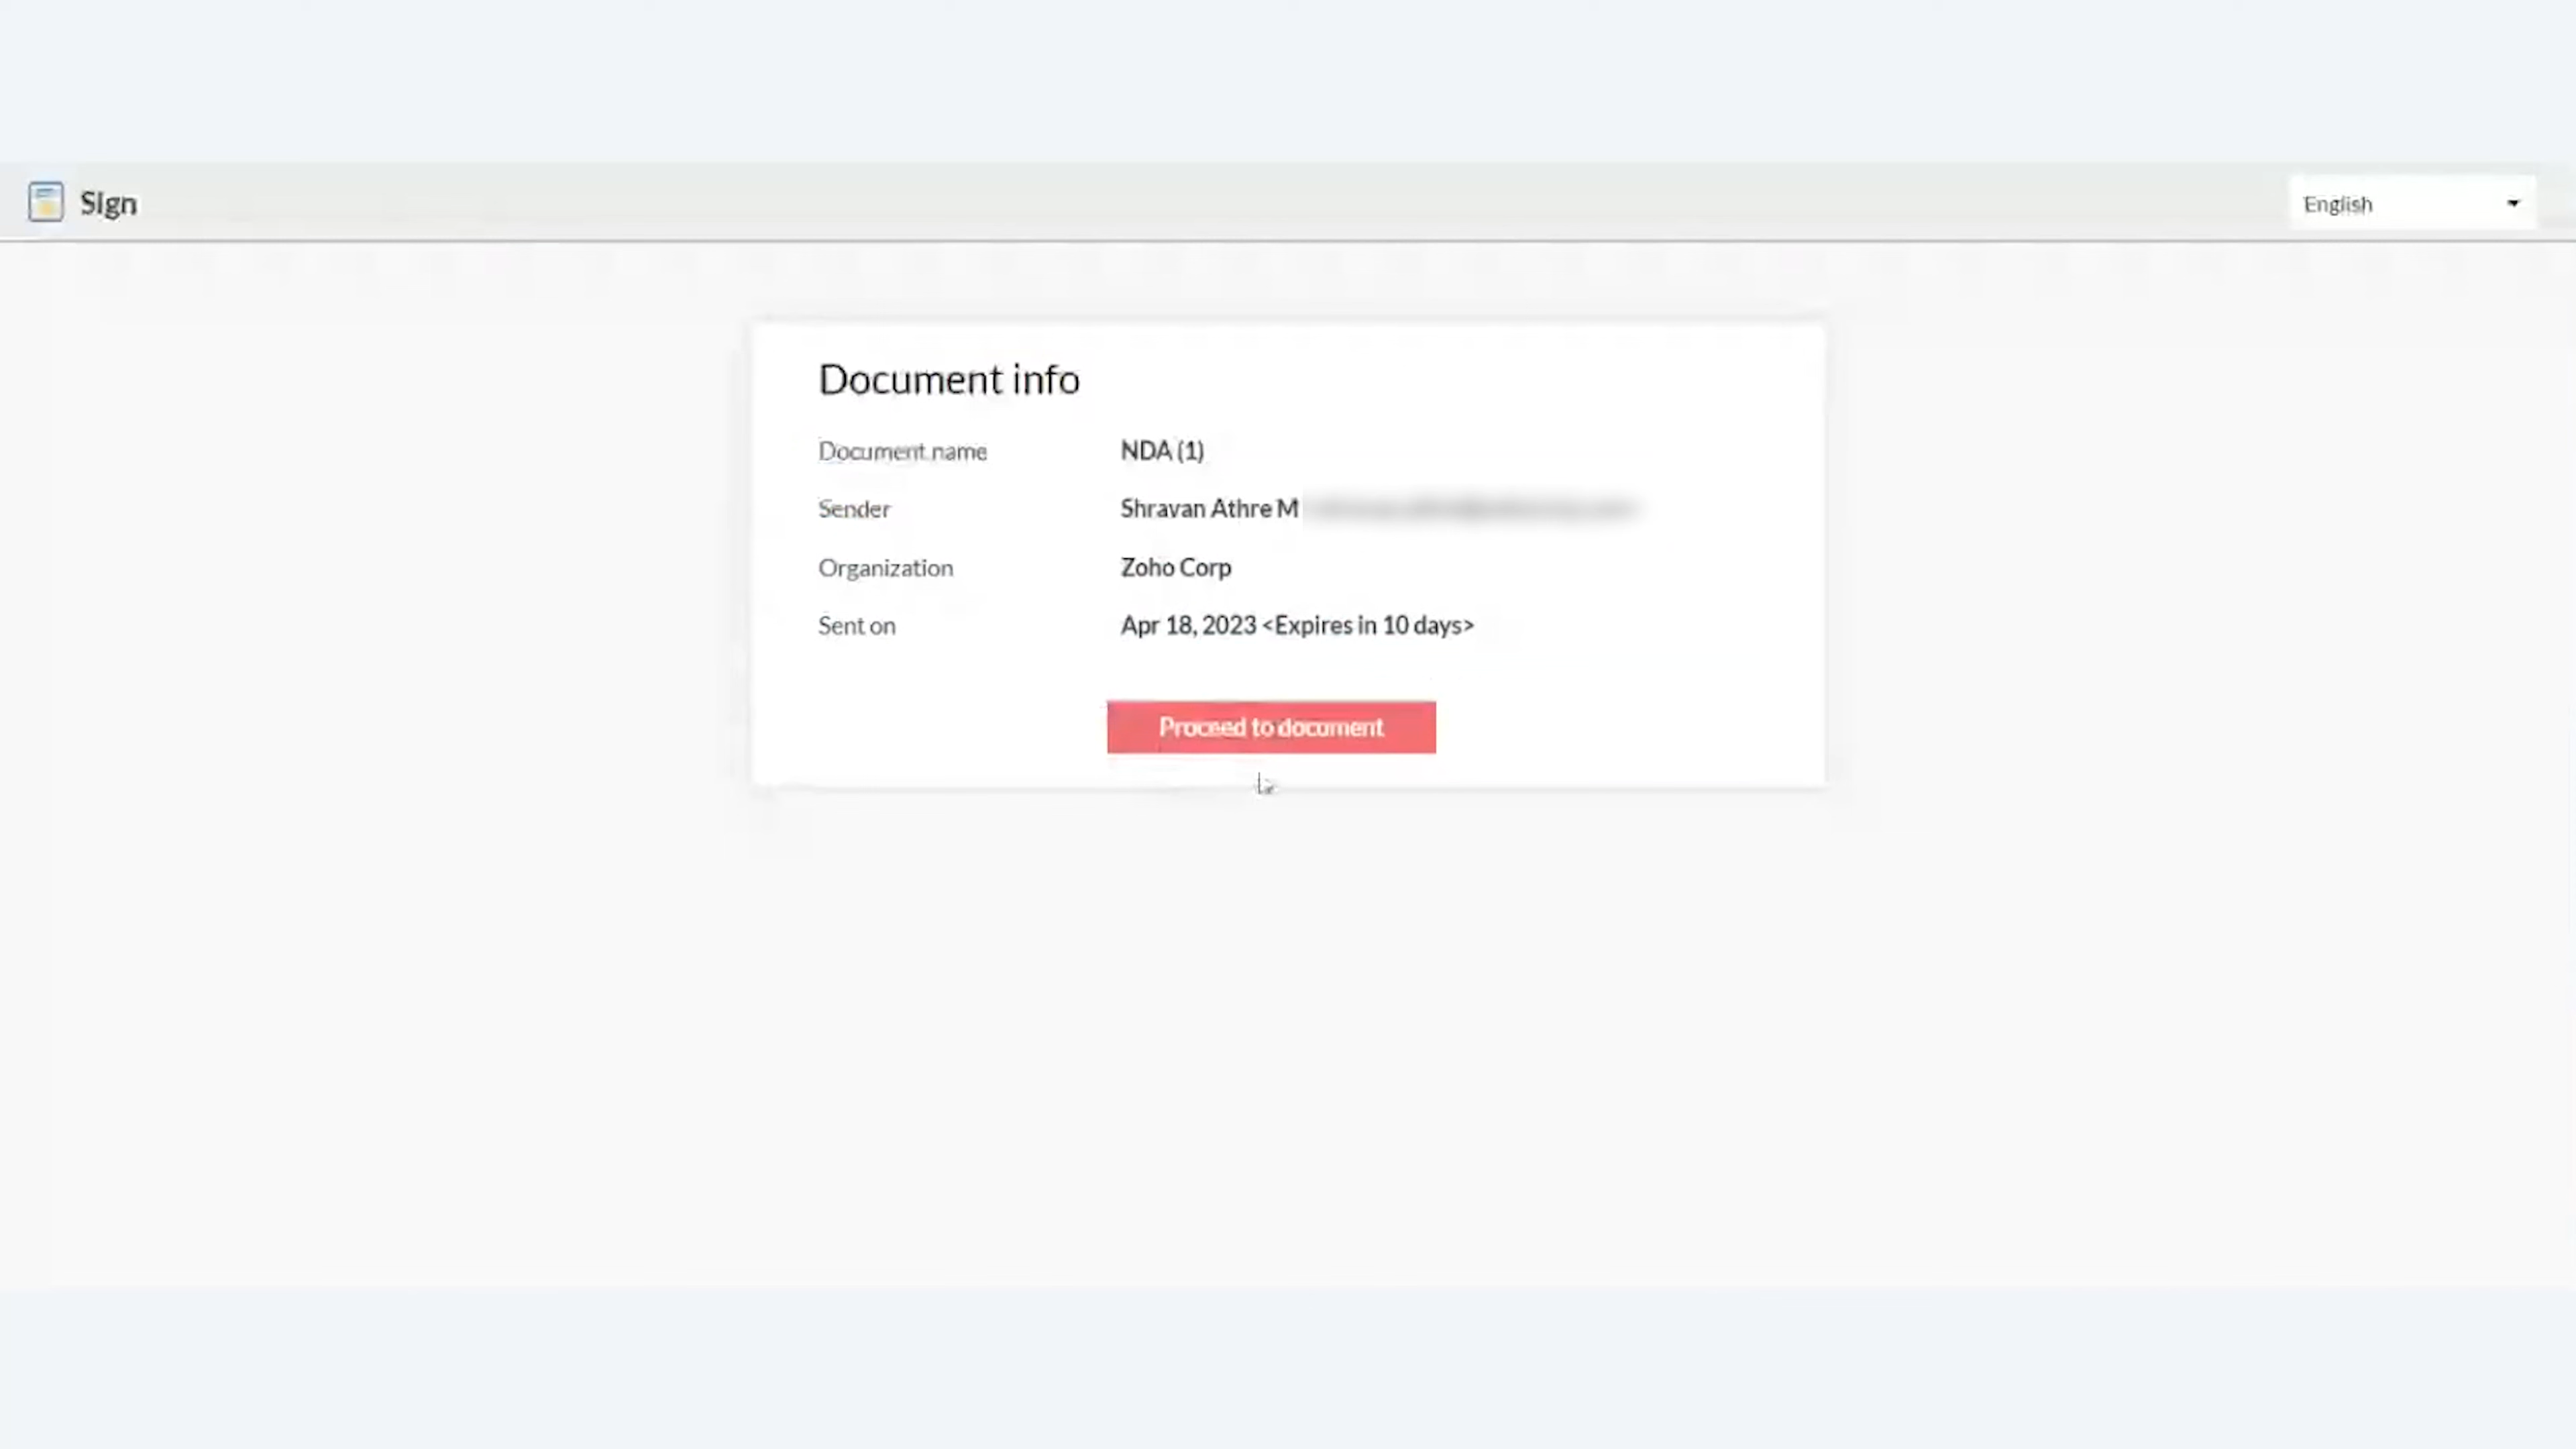 Sign
English
Document info
Document name NDA (1)
Sender Shravan Athre M
Organization Zoho Corp
Sent on Apr 18, 2023 <Expires in 10 days>
Proceed to document